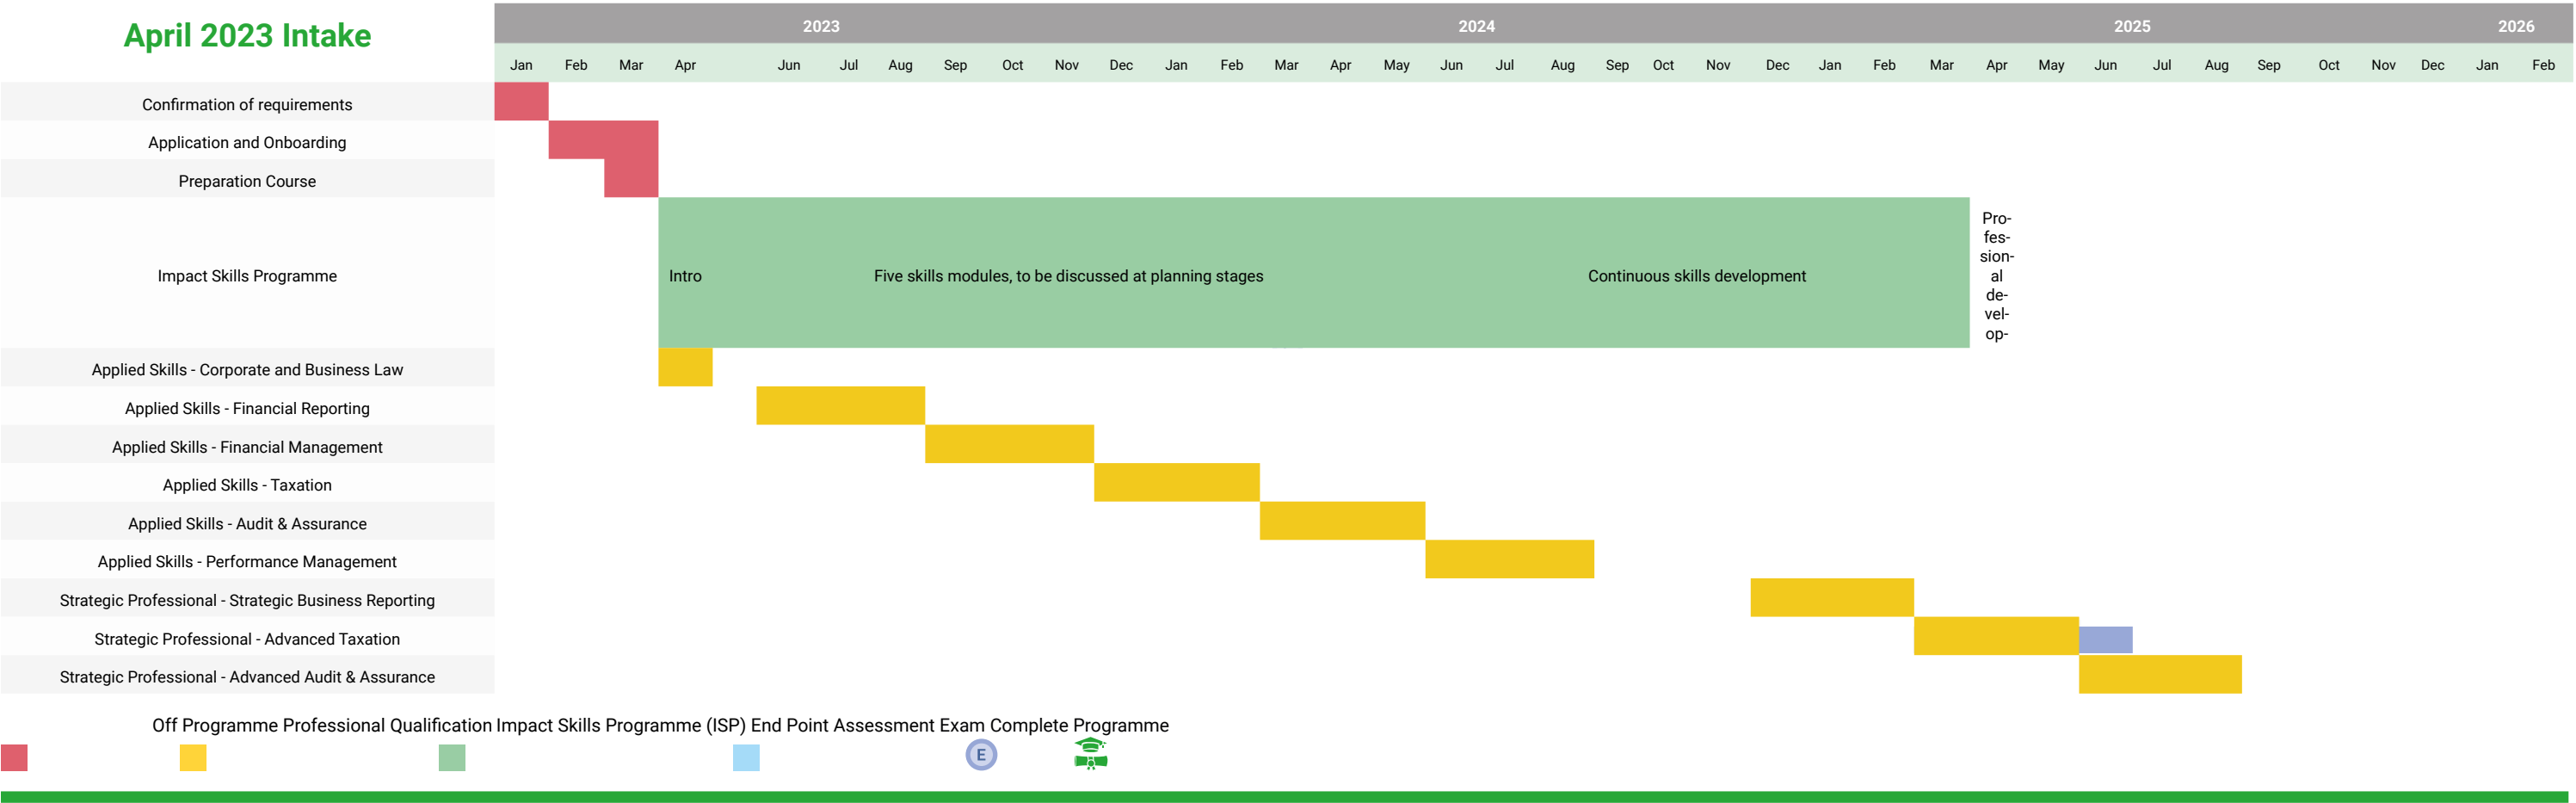 April 2023 Intake
2023 2024 2025 2026
Jan Feb Mar Apr Jun Jul Aug Sep Oct Nov Dec Jan Feb Mar Apr May Jun Jul Aug Sep Oct Nov Dec Jan Feb Mar Apr May Jun Jul Aug Sep Oct Nov Dec Jan Feb
Confirmation of requirements
Application and Onboarding
Preparation Course
Impact Skills Programme
Intro
Five skills modules, to be discussed at planning stages
Continuous skills development
Pro-
fes-
sion-
al
de-
vel-
op-
Applied Skills - Corporate and Business Law
Applied Skills - Financial Reporting
Applied Skills - Financial Management
Applied Skills - Taxation
Applied Skills - Audit & Assurance
Applied Skills - Performance Management
Strategic Professional - Strategic Business Reporting
Strategic Professional - Advanced Taxation
Strategic Professional - Advanced Audit & Assurance
Off Programme Professional Qualification Impact Skills Programme (ISP) End Point Assessment Exam Complete Programme
E